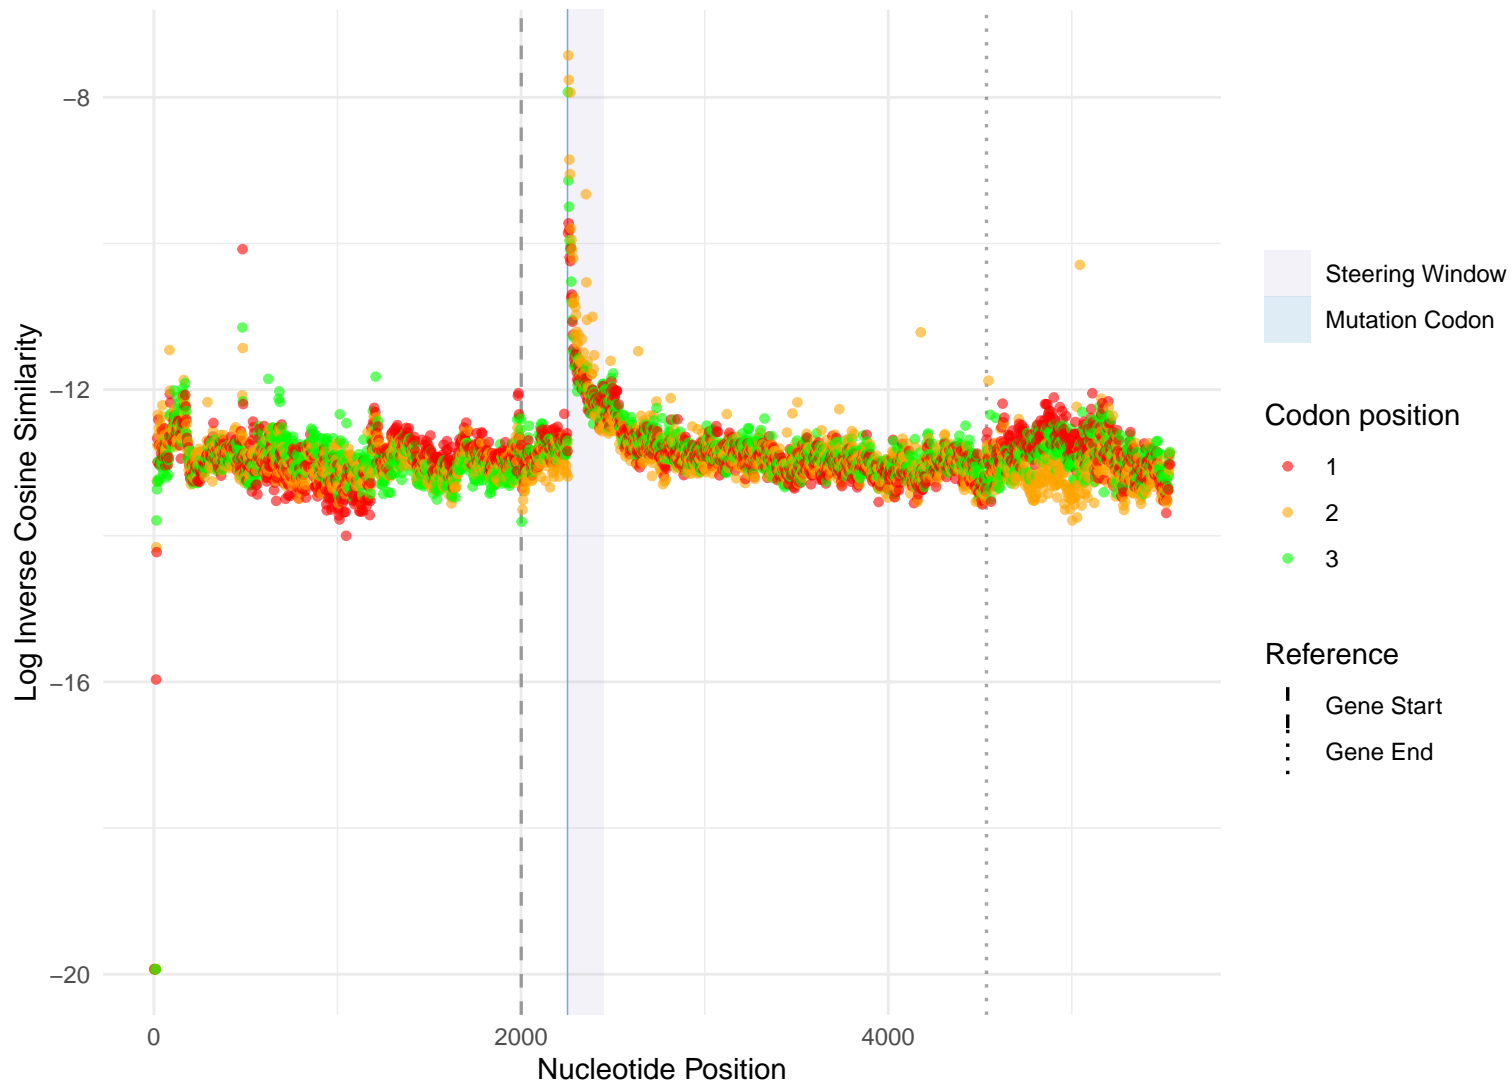 −8
−12
−16
−20
0
2000
4000
Nucleotide Position
Log Inverse Cosine Similarity
Steering Window
Mutation Codon
Codon position
1
2
3
Reference
Gene Start
Gene End